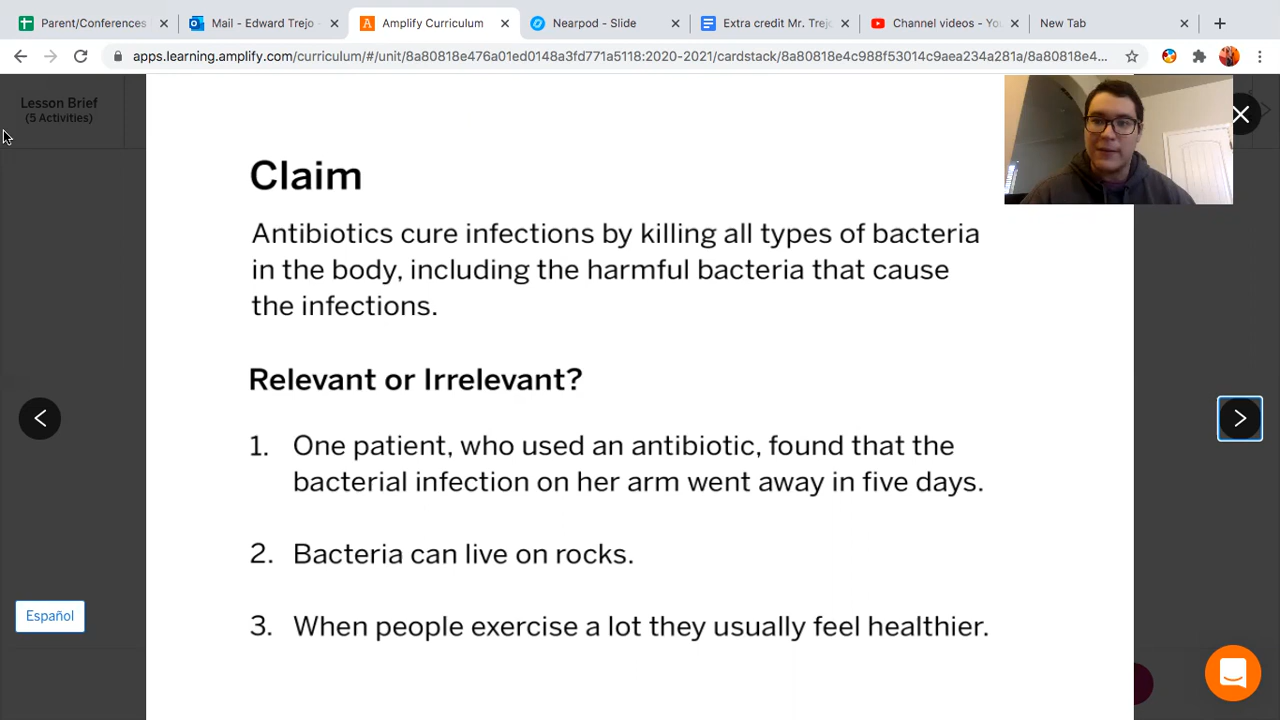 Parent/Conferences
Mail - Edward Trejo
Amplify Curriculum
Nearpod - Slide
Extra credit Mr. Trej
Channel videos - Yo
New Tab
apps.learning.amplify.com/curriculum/#/unit/8a80818e476a01ed0148a3fd771a5118:2020-2021/cardstack/8a80818e4c988f53014c9aea234a281a/8a80818e4...
Lesson Brief
(5 Activities)
Claim
Antibiotics cure infections by killing all types of bacteria
in the body, including the harmful bacteria that cause
the infections.
Relevant or Irrelevant?
1. One patient, who used an antibiotic, found that the
bacterial infection on her arm went away in five days.
2. Bacteria can live on rocks.
3. When people exercise a lot they usually feel healthier.
Español